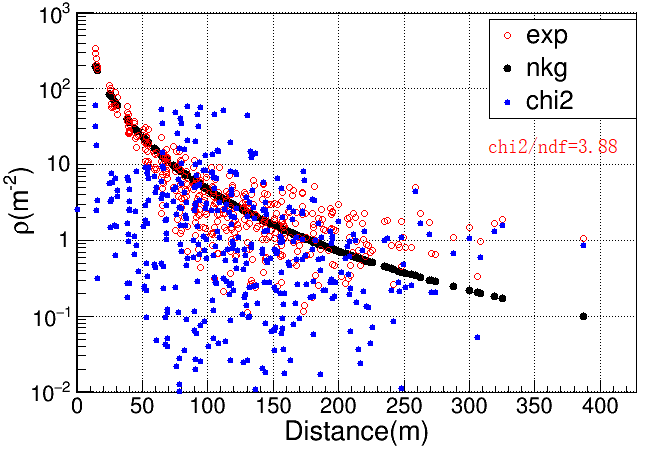 10³
10²
10
1
10⁻¹
10⁻²
ρ(m⁻²)
exp
nkg
chi2
chi2/ndf=3.88
0 50 100 150 200 250 300 350 400
Distance(m)